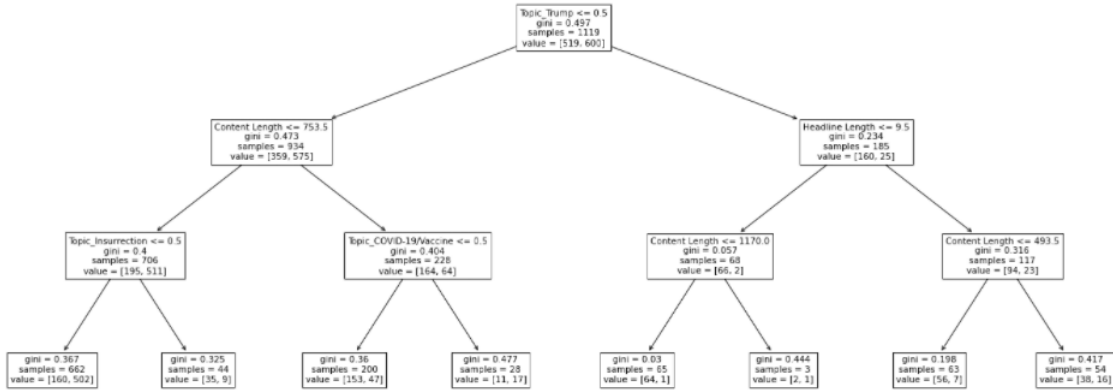 Topic_Trump <= 0.5
gini = 0.497
samples = 1119
value = [519, 600]
Content Length <= 753.5
gini = 0.473
samples = 934
value = [359, 575]
Headline Length <= 9.5
gini = 0.234
samples = 185
value = [160, 25]
Topic_Insurrection <= 0.5
gini = 0.4
samples = 706
value = [195, 511]
Topic_COVID-19/Vaccine <= 0.5
gini = 0.404
samples = 228
value = [164, 64]
Content Length <= 1170.0
gini = 0.057
samples = 68
value = [66, 2]
Content Length <= 493.5
gini = 0.316
samples = 117
value = [94, 23]
gini = 0.367
samples = 662
value = [160, 502]
gini = 0.325
samples = 44
value = [35, 9]
gini = 0.36
samples = 200
value = [153, 47]
gini = 0.477
samples = 28
value = [11, 17]
gini = 0.03
samples = 65
value = [64, 1]
gini = 0.444
samples = 3
value = [2, 1]
gini = 0.198
samples = 63
value = [56, 7]
gini = 0.417
samples = 54
value = [38, 16]